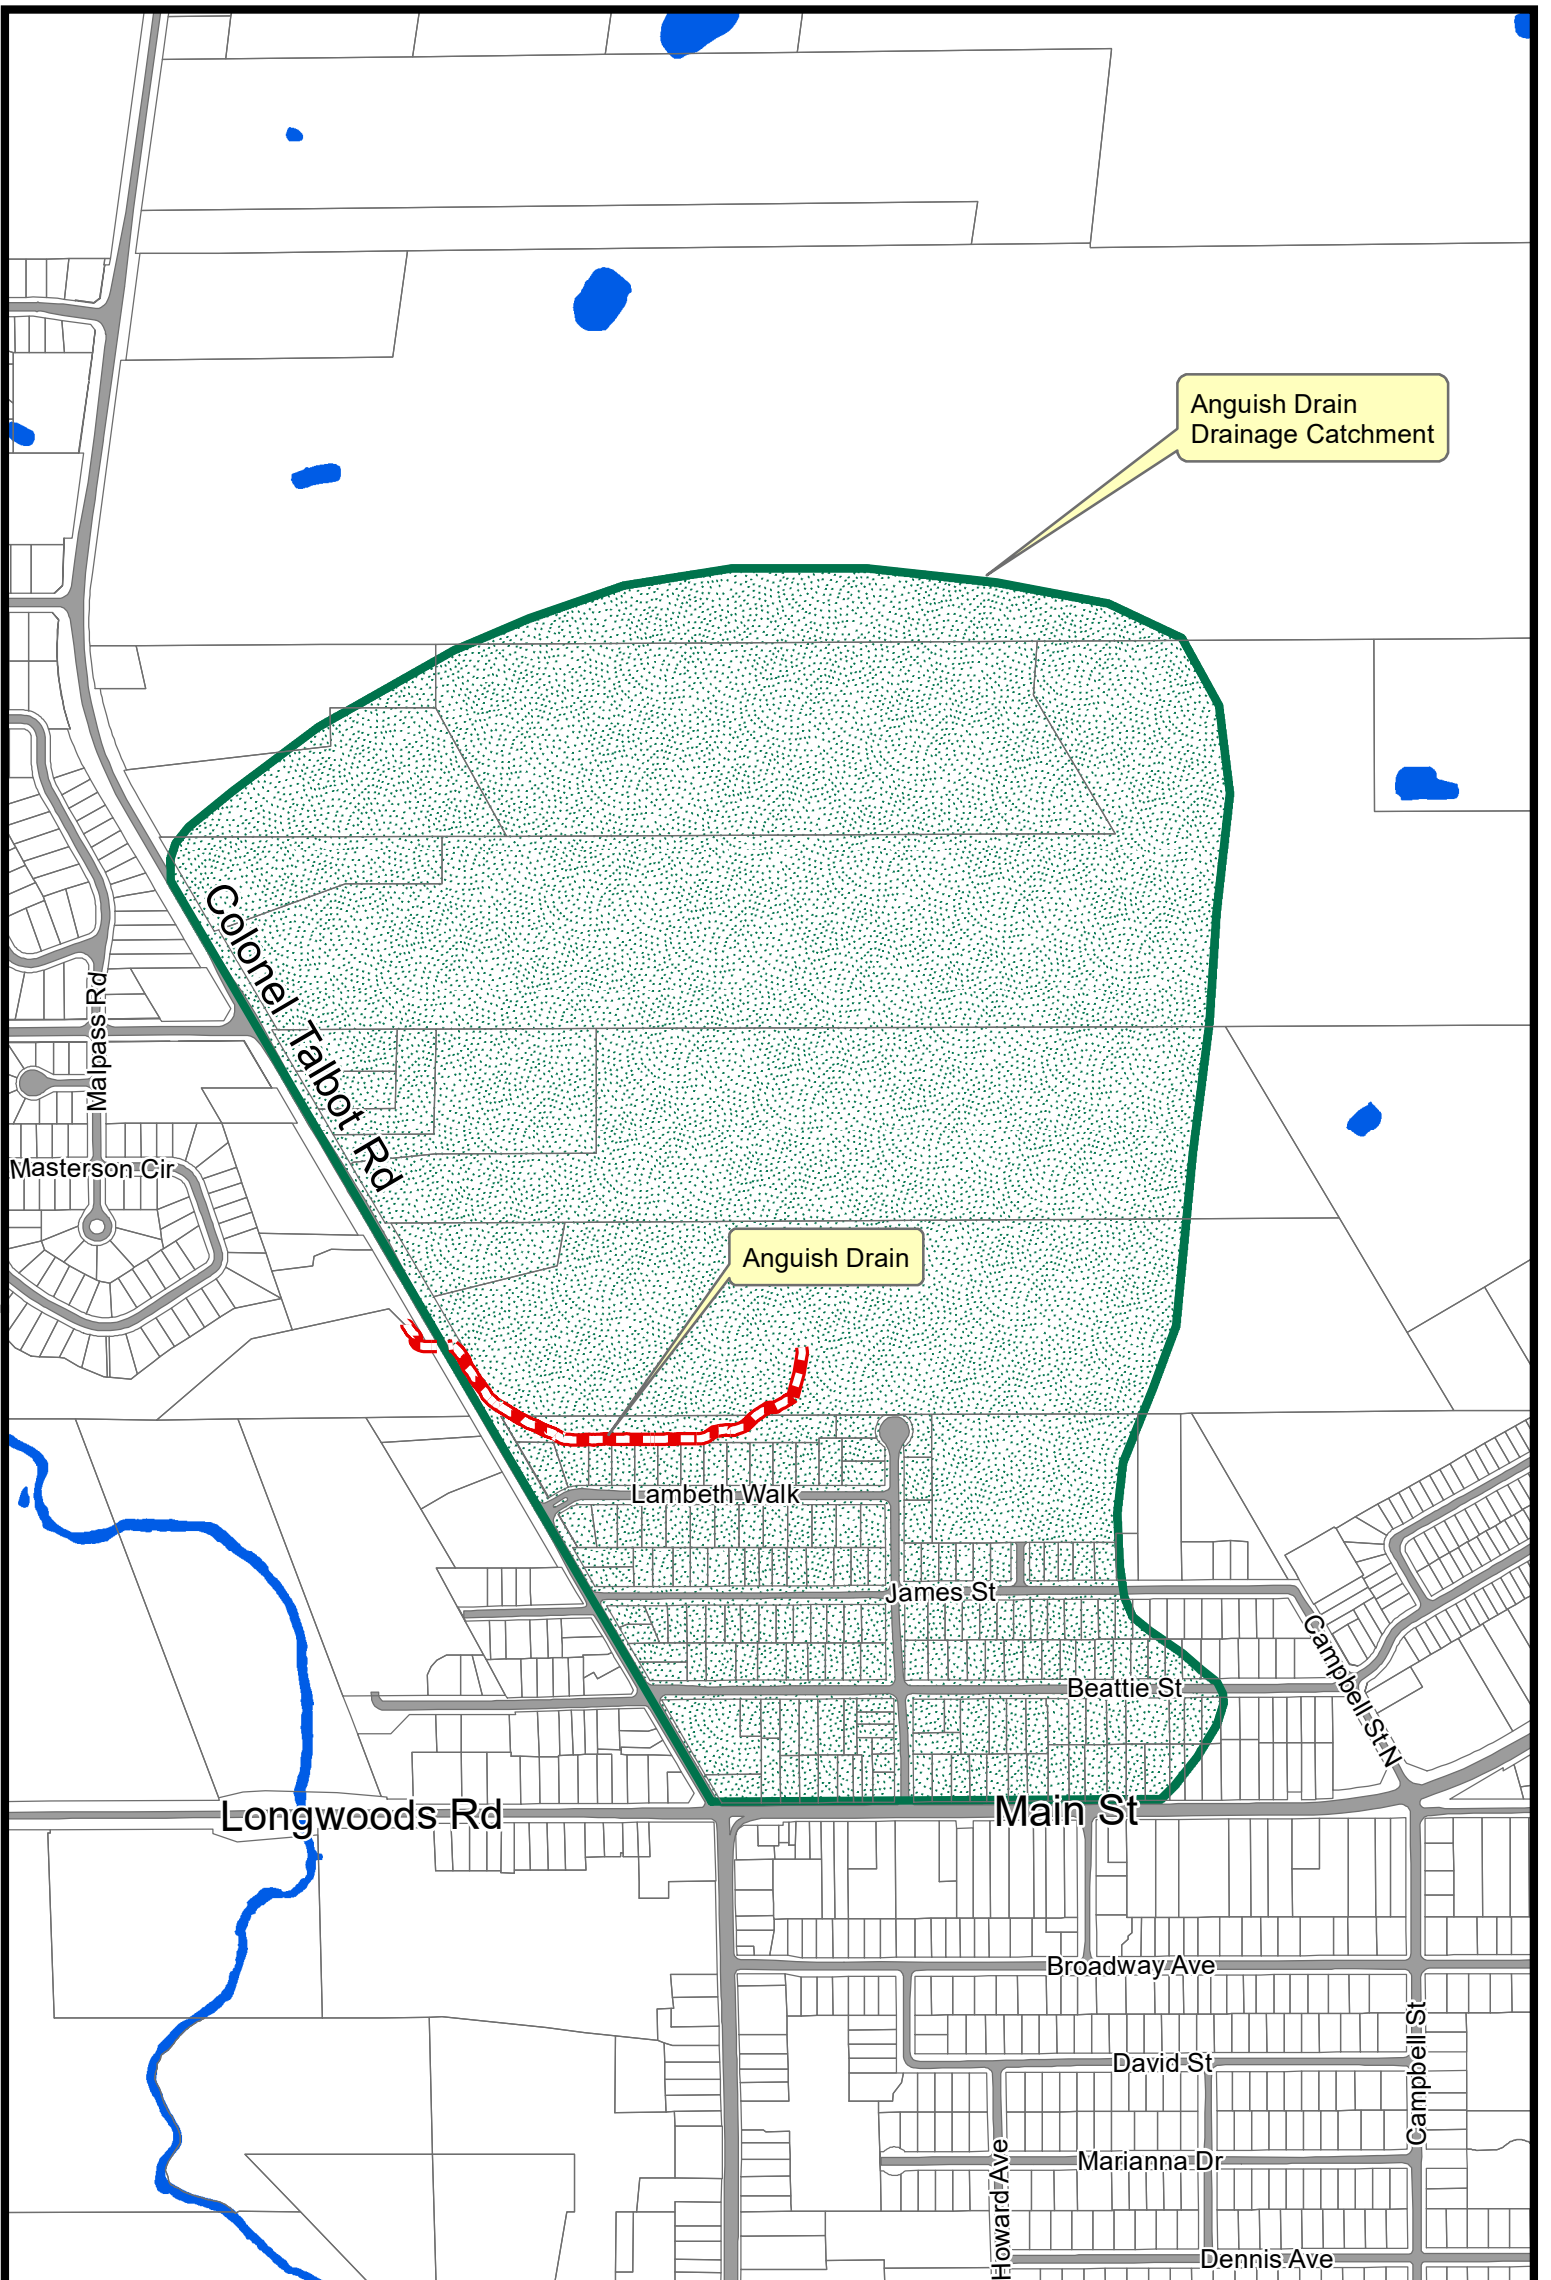 Anguish Drain
Drainage Catchment
Colonel Talbot Rd
Malpass Rd
Masterson Cir
Anguish Drain
Lambeth Walk
James St
Campbell St N
Beattie St
Longwoods Rd
Main St
Broadway Ave
Campbell St
David St
Howard Ave
Marianna Dr
Dennis Ave